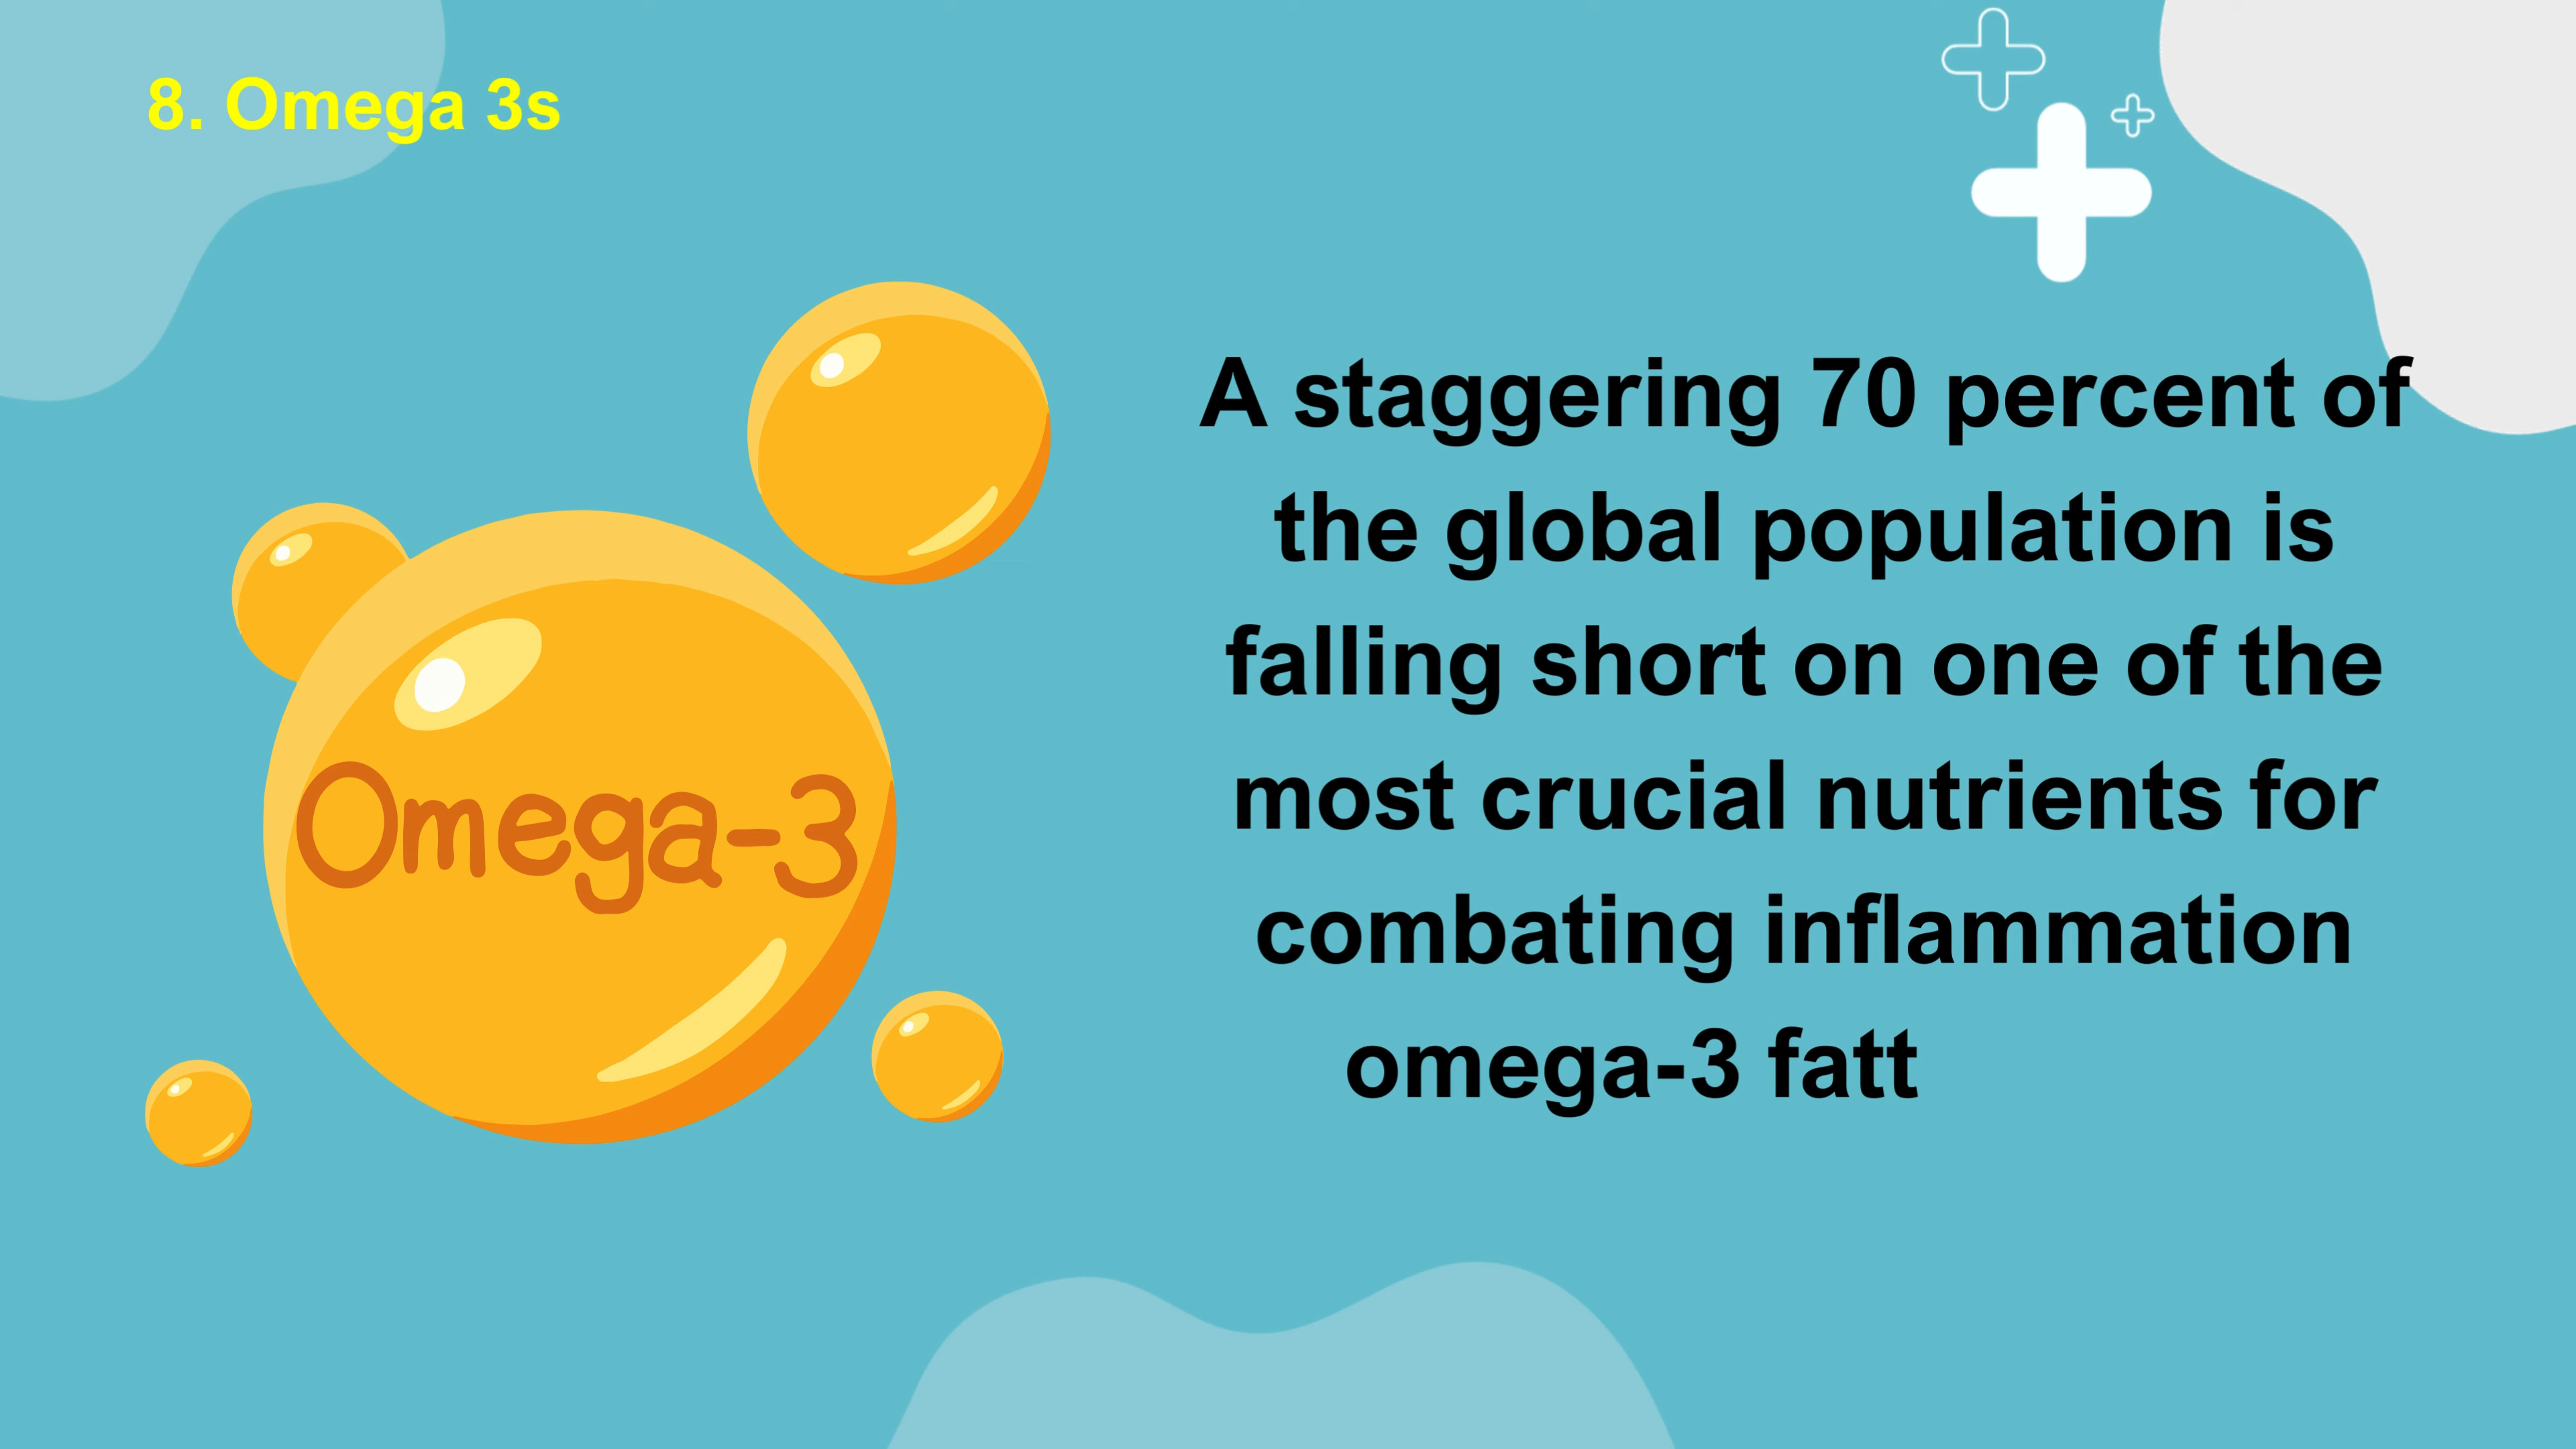 8. Omega 3s
Omega-3
A staggering 70 percent of
the global population is
falling short on one of the
most crucial nutrients for
combating inflammation
omega-3 fatt